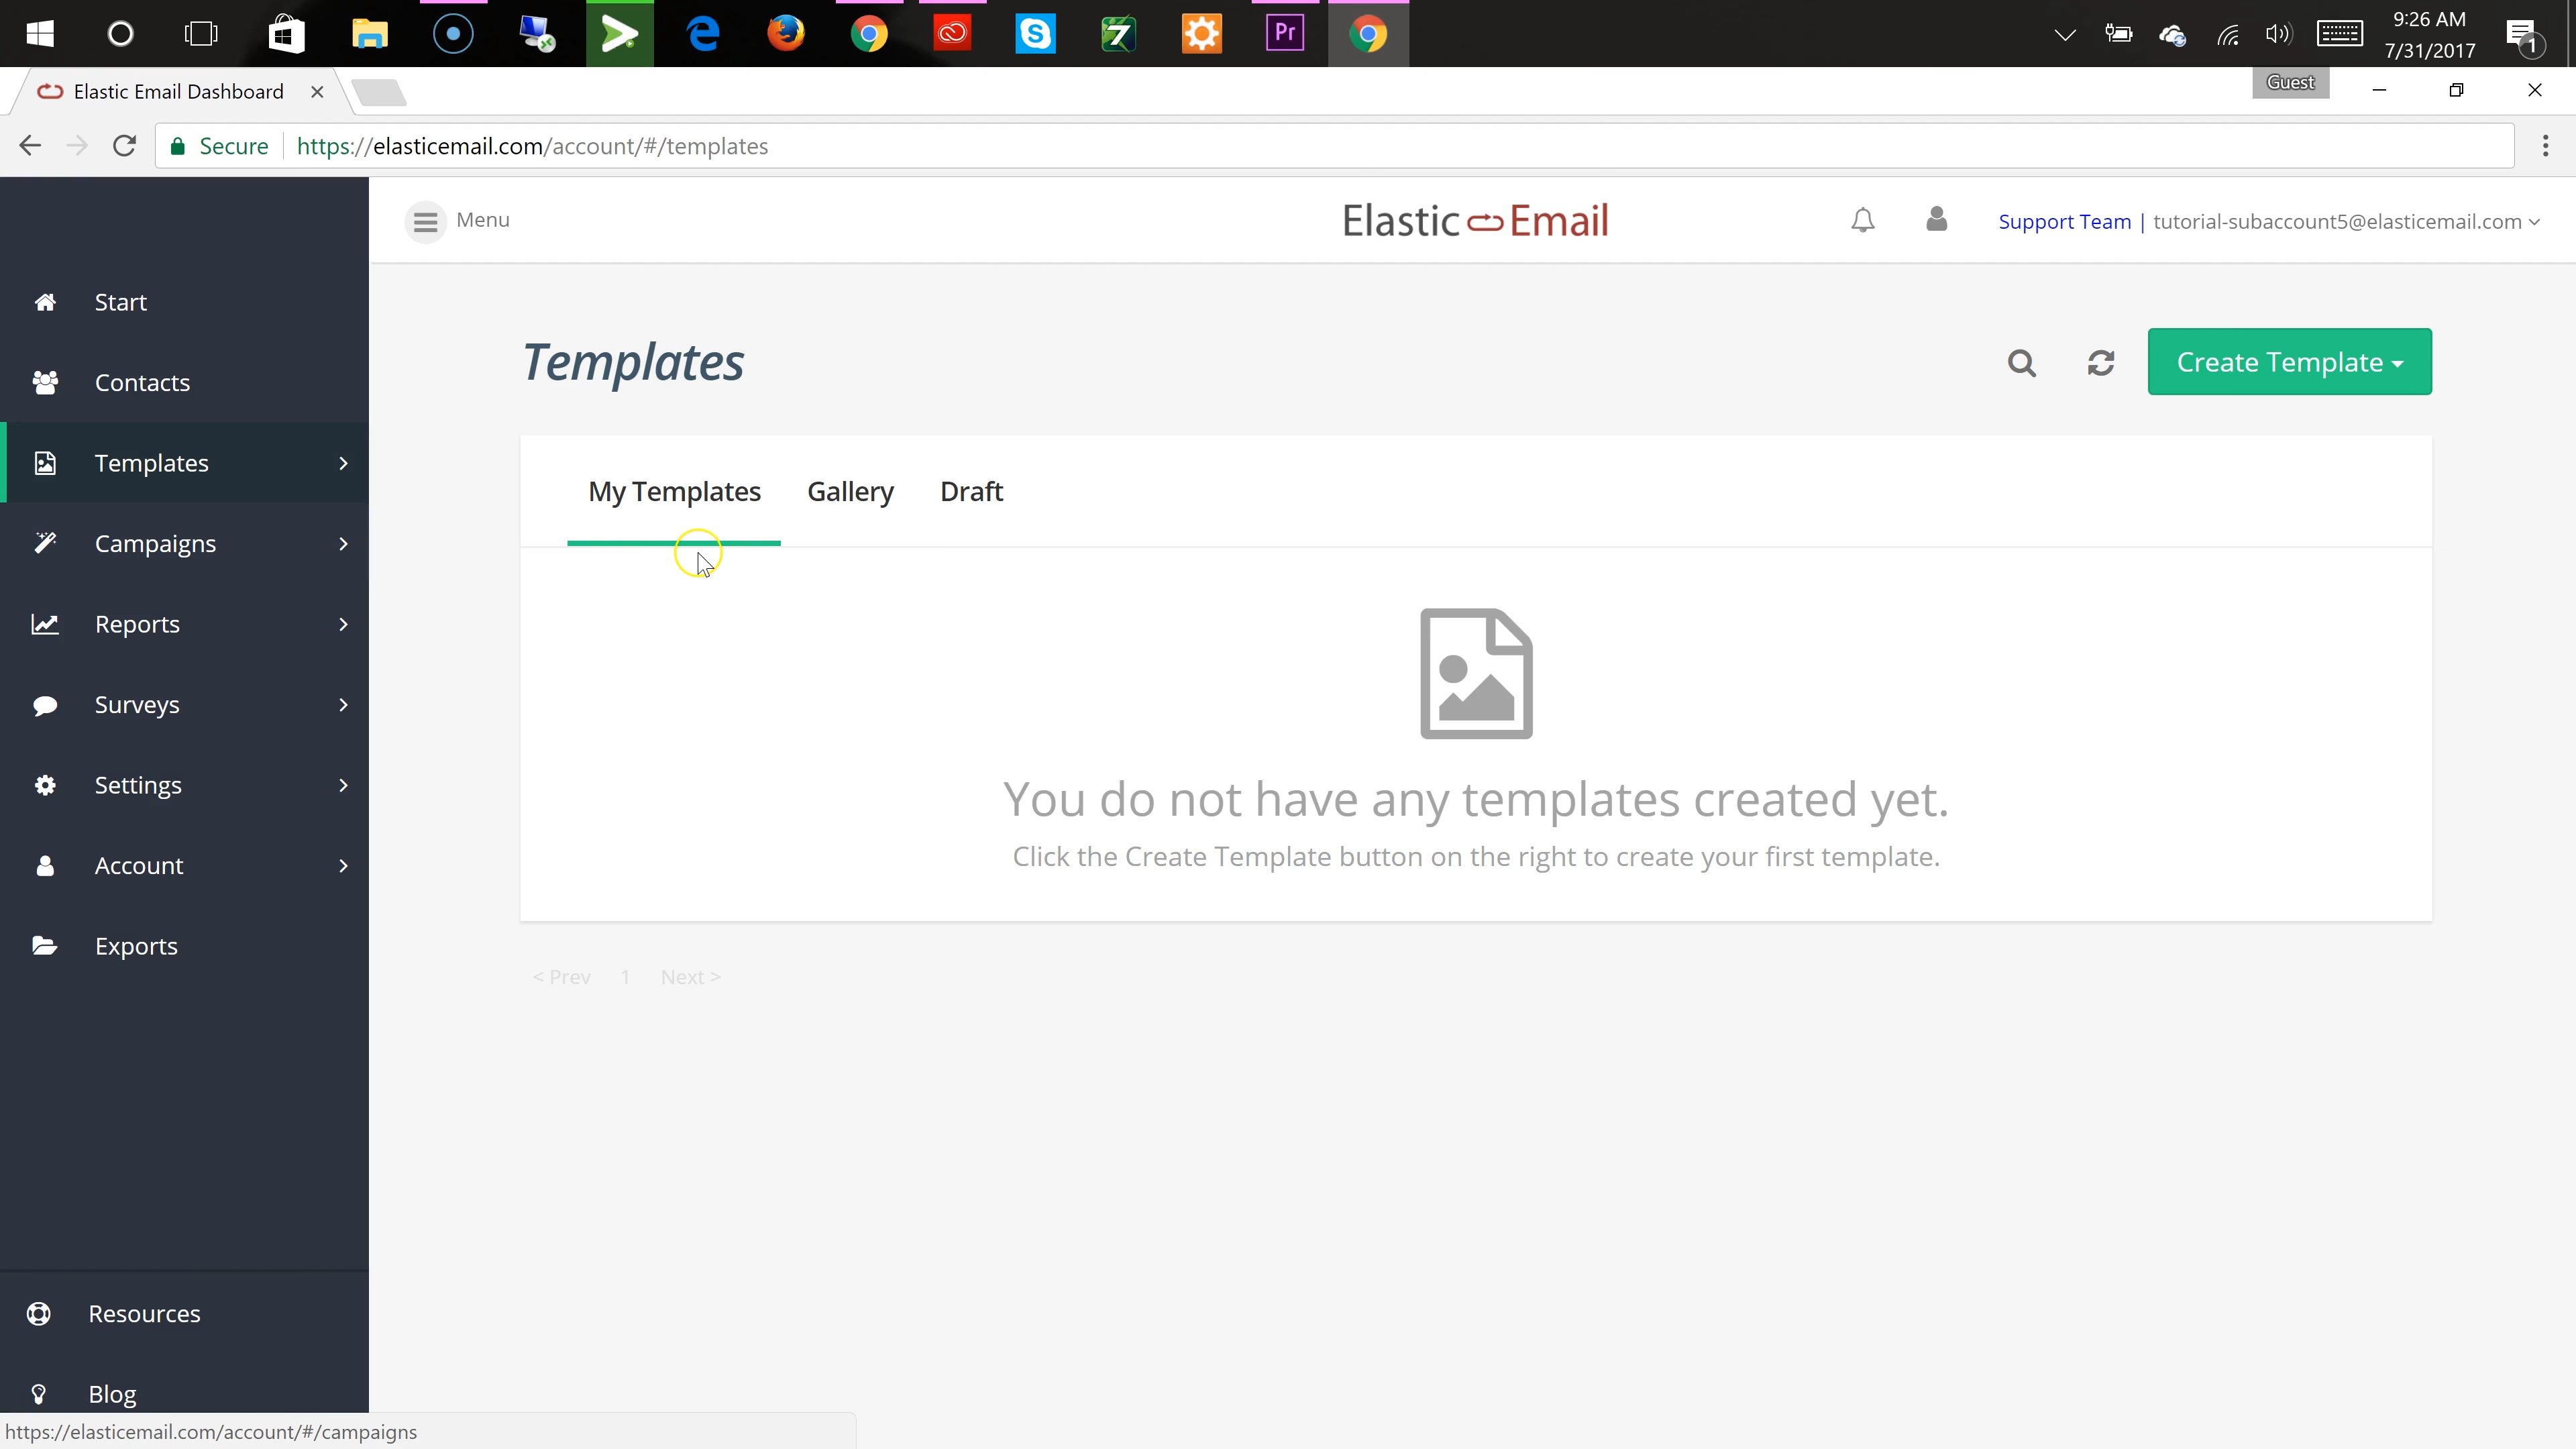 9:26 AM
7/31/2017
1
Pr
Elastic Email Dashboard
Guest
Secure https://elasticemail.com/account/#/templates
Menu
Elastic Email
Support Team | tutorial-subaccount5@elasticemail.com
Start
Contacts
Templates
Campaigns
Reports
Surveys
Settings
Account
Exports
Resources
Blog
Templates
Create Template
My Templates Gallery Draft
You do not have any templates created yet.
Click the Create Template button on the right to create your first template.
< Prev 1 Next >
https://elasticemail.com/account/#/campaigns